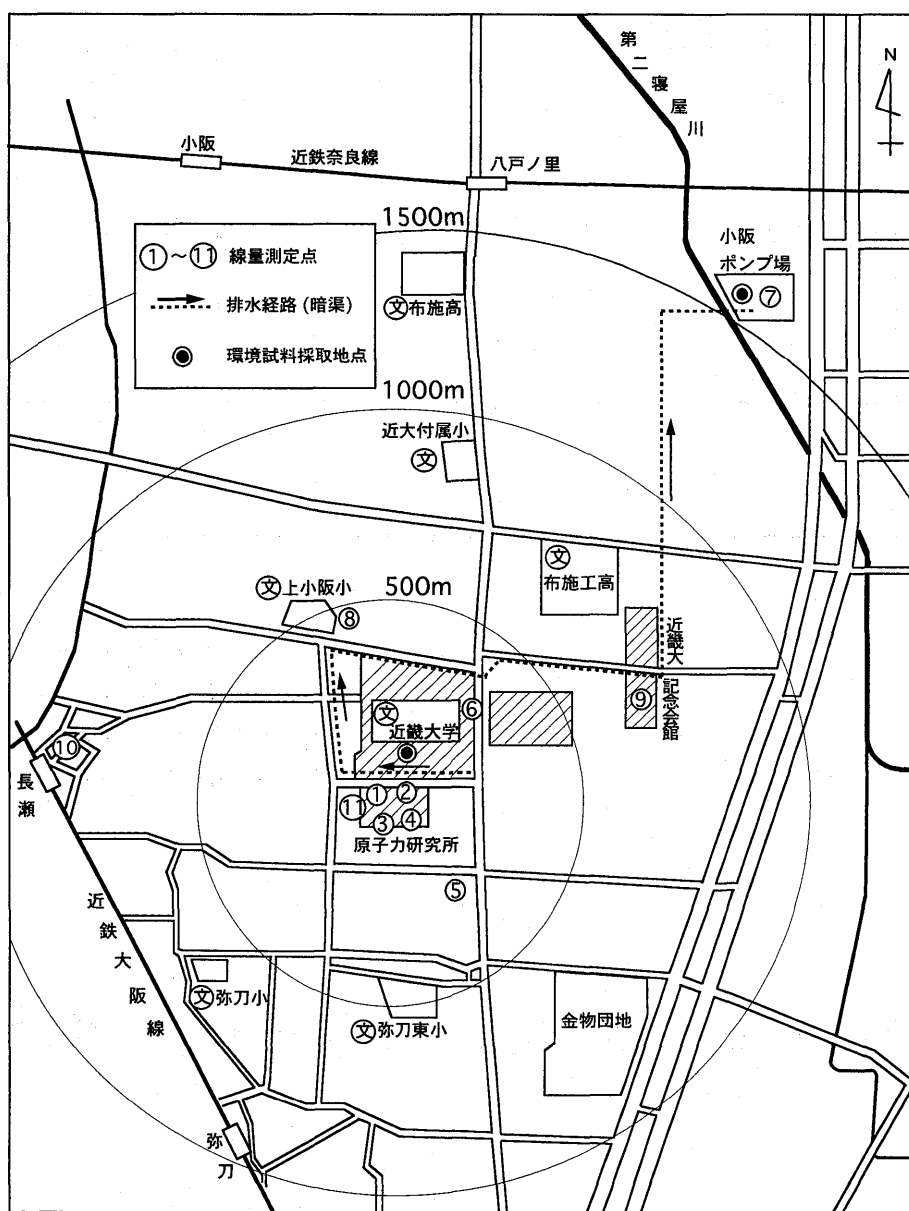 第二寝屋川
N
小阪
近鉄奈良線
八戸ノ里
1500m
小阪
ポンプ場
⑦
①～⑪ 線量測定点
排水経路(暗渠)
環境試料採取地点
文布施高
1000m
近大付属小
文
500m
文
布施工高
文上小阪小
⑧
近畿大
記念会館
⑨
⑥
文
近畿大学
⑩
長瀬
⑪
①
②
③
④
原子力研究所
⑤
近鉄大阪線
文弥刀小
文弥刀東小
金物団地
弥刀